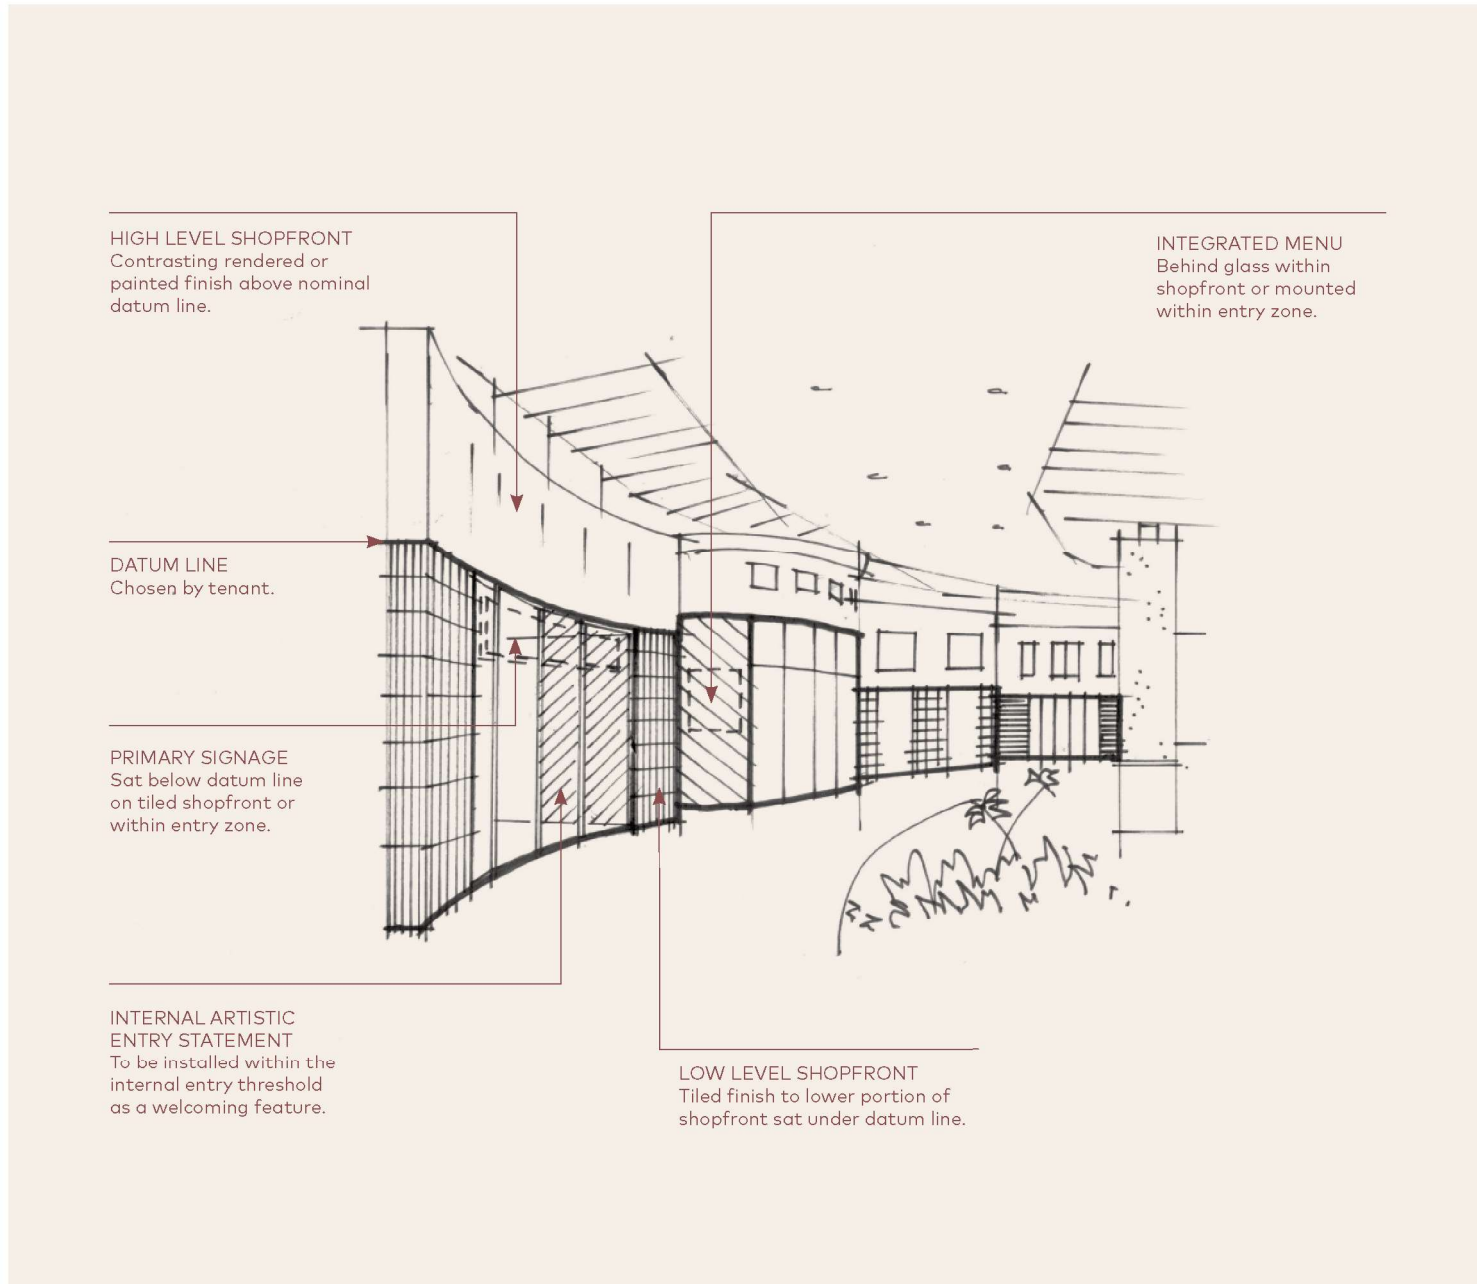 HIGH LEVEL SHOPFRONT
Contrasting rendered or
painted finish above nominal
datum line.
INTEGRATED MENU
Behind glass within
shopfront or mounted
within entry zone.
DATUM LINE
Chosen by tenant.
PRIMARY SIGNAGE
Sat below datum line
on tiled shopfront or
within entry zone.
INTERNAL ARTISTIC
ENTRY STATEMENT
To be installed within the
internal entry threshold
as a welcoming feature.
LOW LEVEL SHOPFRONT
Tiled finish to lower portion of
shopfront sat under datum line.